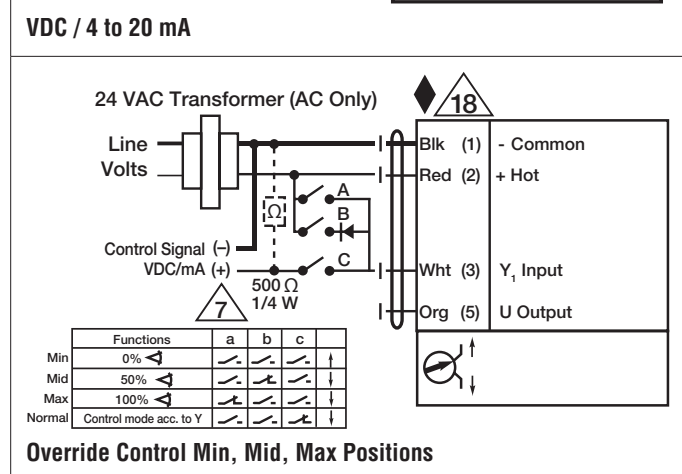 VDC / 4 to 20 mA
24 VAC Transformer (AC Only)
18
Line
Volts
Blk (1) - Common
Red (2) + Hot
A
Ω
B
Control Signal (–)
VDC/mA (+)
C
Wht (3) Y1 Input
500 Ω
1/4 W
7
Org (5) U Output
Functions a b c
Min 0%
Mid 50%
Max 100%
Normal Control mode acc. to Y
Override Control Min, Mid, Max Positions